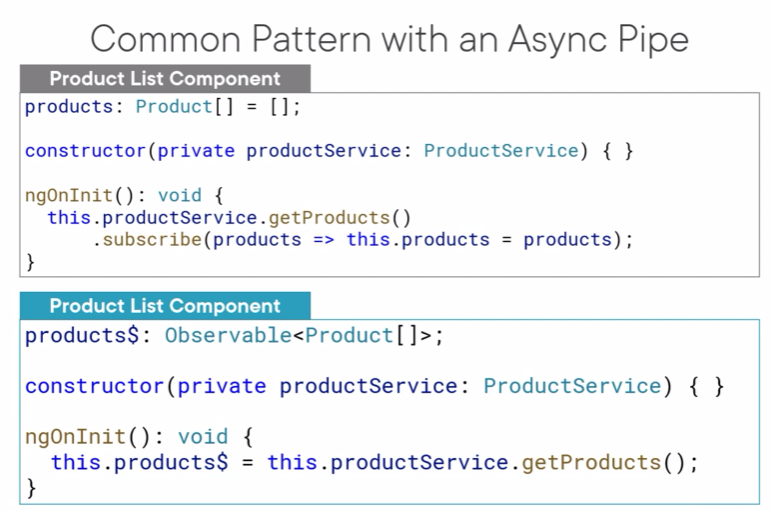 Common Pattern with an Async Pipe
Product List Component
products: Product[] = [];
constructor(private productService: ProductService) { }
ngOnInit(): void {
this.productService.getProducts()
.subscribe(products => this.products = products);
}
Product List Component
products$: Observable<Product[]>;
constructor(private productService: ProductService) { }
ngOnInit(): void {
this.products$ = this.productService.getProducts();
}